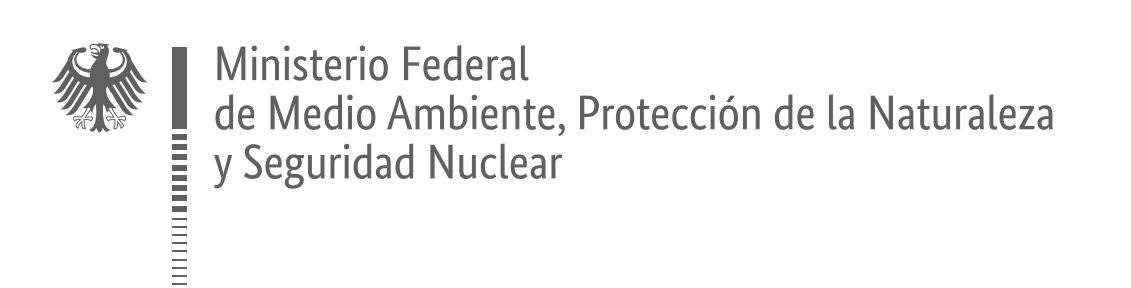 Ministerio Federal
de Medio Ambiente, Protección de la Naturaleza
y Seguridad Nuclear